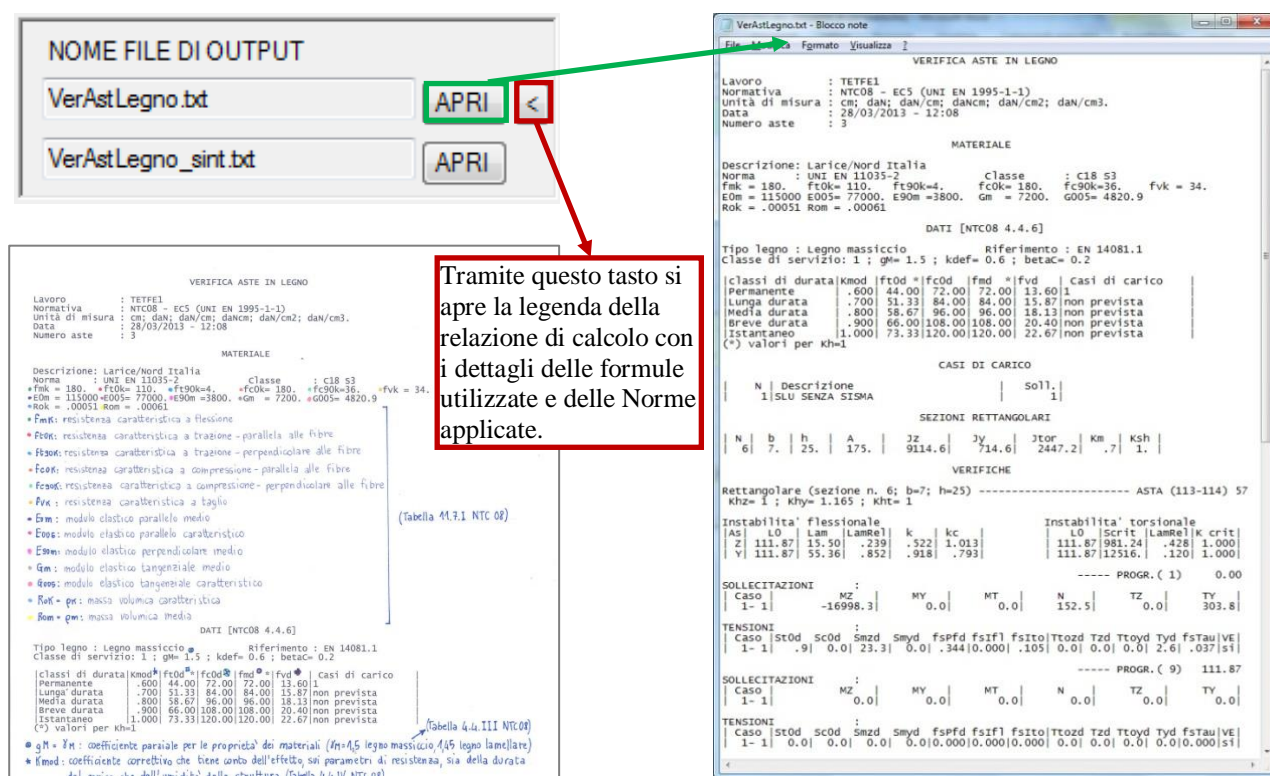 NOME FILE DI OUTPUT
VerAstLegno.txt
APRI
<
VerAstLegno_sint.txt
APRI
Tramite questo tasto si
apre la legenda della
relazione di calcolo con
i dettagli delle formule
utilizzate e delle Norme
applicate.
VERIFICA ASTE IN LEGNO
Lavoro : TETFE1
Normativa : NTC08 - EC5 (UNI EN 1995-1-1)
Unità di misura : cm; daN; daN/cm; daNcm; daN/cm2; daN/cm3.
Data : 28/03/2013 - 12:08
Numero aste : 3
MATERIALE
Descrizione: Larice/Nord Italia
Norma : UNI EN 11035-2 Classe : C18 S3
fmk = 180. ft0k= 110. ft90k=4. fc0k= 180. fc90k=36. fvk = 34.
E0m = 115000 E005= 77000. E90m =3800. Gm = 7200. G005= 4820.9
Rok = .00051 Rom = .00061
fmk: resistenza caratteristica a flessione
ft0k: resistenza caratteristica a trazione - parallela alle fibre
ft90k: resistenza caratteristica a trazione - perpendicolare alle fibre
fc0k: resistenza caratteristica a compressione - parallela alle fibre
fc90k: resistenza caratteristica a compressione - perpendicolare alle fibre
fvk : resistenza caratteristica a taglio
E0m : modulo elastico parallelo medio
(Tabella 11.7.I NTC 08)
E005: modulo elastico parallelo caratteristico
E90m: modulo elastico perpendicolare medio
Gm : modulo elastico tangenziale medio
G005: modulo elastico tangenziale caratteristico
RoK = ρk: massa volumica caratteristica
Rom = ρm: massa volumica media
DATI [NTC08 4.4.6]
Tipo legno : Legno massiccio Riferimento : EN 14081.1
Classe di servizio: 1 ; gM= 1.5 ; kdef= 0.6 ; betaC= 0.2
|classi di durata|Kmod |ft0d *|fc0d |fmd *|fvd | Casi di carico
|Permanente | .600| 44.00| 72.00| 72.00| 13.60|1
|Lunga durata | .700| 51.33| 84.00| 84.00| 15.87|non prevista
|Media durata | .800| 58.67| 96.00| 96.00| 18.13|non prevista
|Breve durata | .900| 66.00|108.00|108.00| 20.40|non prevista
|Istantaneo |1.000| 73.33|120.00|120.00| 22.67|non prevista
(*) valori per Kh=1
(Tabella 4.4.III NTC08)
gM = γM : coefficiente parziale per le proprietà dei materiali (γM=1,5 legno massiccio, 1,45 legno lamellare)
Kmod : coefficiente correttivo che tiene conto dell'effetto, sui parametri di resistenza, sia della durata
del carico che dell'umidità della struttura (Tabella 4.4.IV NTC 08)
VerAstLegno.txt - Blocco note
File Modifica Formato Visualizza ?
VERIFICA ASTE IN LEGNO
Lavoro : TETFE1
Normativa : NTC08 - EC5 (UNI EN 1995-1-1)
Unità di misura : cm; daN; daN/cm; daNcm; daN/cm2; daN/cm3.
Data : 28/03/2013 - 12:08
Numero aste : 3
MATERIALE
Descrizione: Larice/Nord Italia
Norma : UNI EN 11035-2 Classe : C18 S3
fmk = 180. ft0k= 110. ft90k=4. fc0k= 180. fc90k=36. fvk = 34.
E0m = 115000 E005= 77000. E90m =3800. Gm = 7200. G005= 4820.9
Rok = .00051 Rom = .00061
DATI [NTC08 4.4.6]
Tipo legno : Legno massiccio Riferimento : EN 14081.1
Classe di servizio: 1 ; gM= 1.5 ; kdef= 0.6 ; betaC= 0.2
|classi di durata|Kmod |ft0d *|fc0d |fmd *|fvd | Casi di carico
|Permanente | .600| 44.00| 72.00| 72.00| 13.60|1
|Lunga durata | .700| 51.33| 84.00| 84.00| 15.87|non prevista
|Media durata | .800| 58.67| 96.00| 96.00| 18.13|non prevista
|Breve durata | .900| 66.00|108.00|108.00| 20.40|non prevista
|Istantaneo |1.000| 73.33|120.00|120.00| 22.67|non prevista
(*) valori per Kh=1
CASI DI CARICO
| N | Descrizione | Soll.|
| 1|SLU SENZA SISMA | 1|
SEZIONI RETTANGOLARI
| N | b | h | A | Jz | Jy | Jtor | Km | Ksh |
| 6| 7. | 25. | 175. | 9114.6| 714.6| 2447.2| .7| 1. |
VERIFICHE
Rettangolare (sezione n. 6; b=7; h=25) ------------------------- ASTA (113-114) 57
Khz= 1 ; Khy= 1.165 ; Kht= 1
Instabilita' flessionale Instabilita' torsionale
|As| L0 | Lam |LamRel| k | kc | | L0 |Scrit |LamRel|K crit|
| Z| 111.87| 15.50| .239| .522| 1.013| | 111.87|981.24| .428| 1.000|
| Y| 111.87| 55.36| .852| .918| .793| | 111.87|12516.| .120| 1.000|
----- PROGR.( 1) 0.00
SOLLECITAZIONI :
| Caso | MZ | MY | MT | N | TZ | TY |
| 1- 1| -16998.3| 0.0| 0.0| 152.5| 0.0| 303.8|
TENSIONI :
| Caso |St0d Sc0d Smzd Smyd fsPfd fsIfl fsIto|Ttozd Tzd Ttoyd Tyd fsTau|VE|
| 1- 1| .9| 0.0| 23.3| 0.0| .344|0.000| .105| 0.0| 0.0| 0.0| 2.6| .037|si|
----- PROGR.( 9) 111.87
SOLLECITAZIONI :
| Caso | MZ | MY | MT | N | TZ | TY |
| 1- 1| 0.0| 0.0| 0.0| 0.0| 0.0| 0.0|
TENSIONI :
| Caso |St0d Sc0d Smzd Smyd fsPfd fsIfl fsIto|Ttozd Tzd Ttoyd Tyd fsTau|VE|
| 1- 1| 0.0| 0.0| 0.0| 0.0|0.000|0.000|0.000| 0.0| 0.0| 0.0| 0.0|0.000|si|